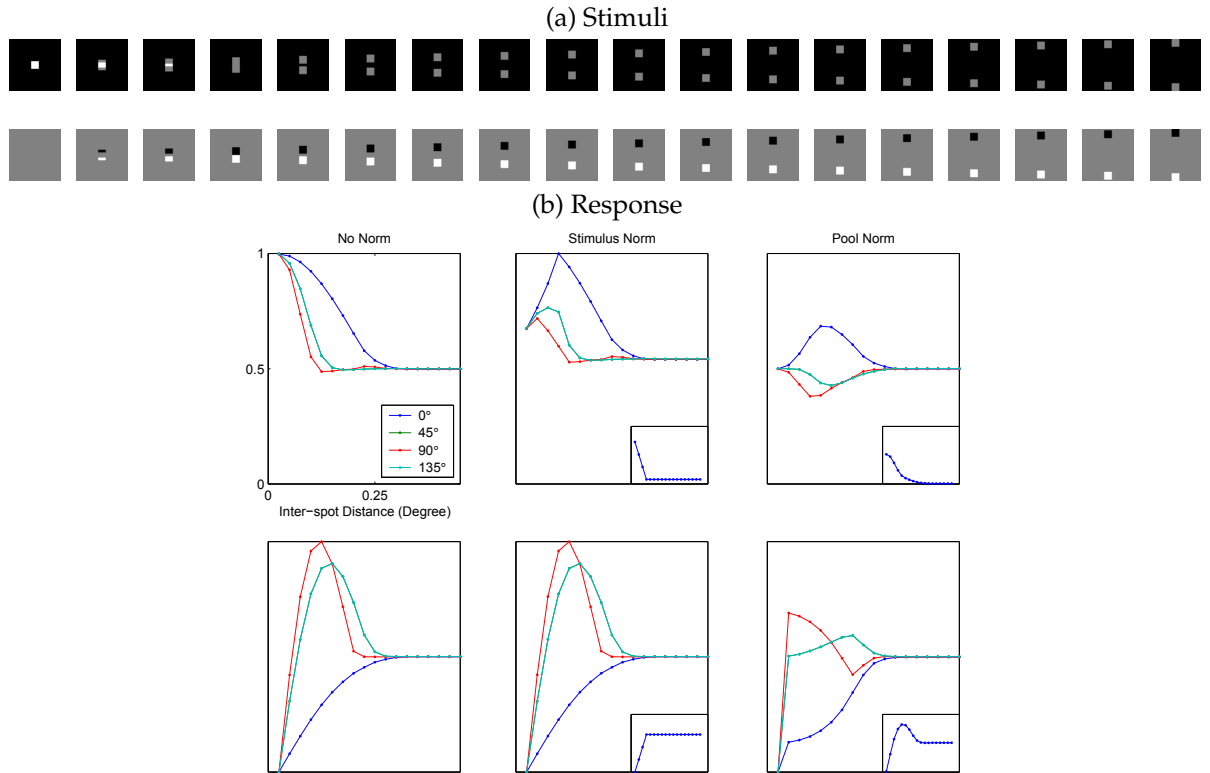 (a) Stimuli
(b) Response
No Norm
Stimulus Norm
Pool Norm
1
0.5
0
0°
45°
90°
135°
0
0.25
Inter−spot Distance (Degree)